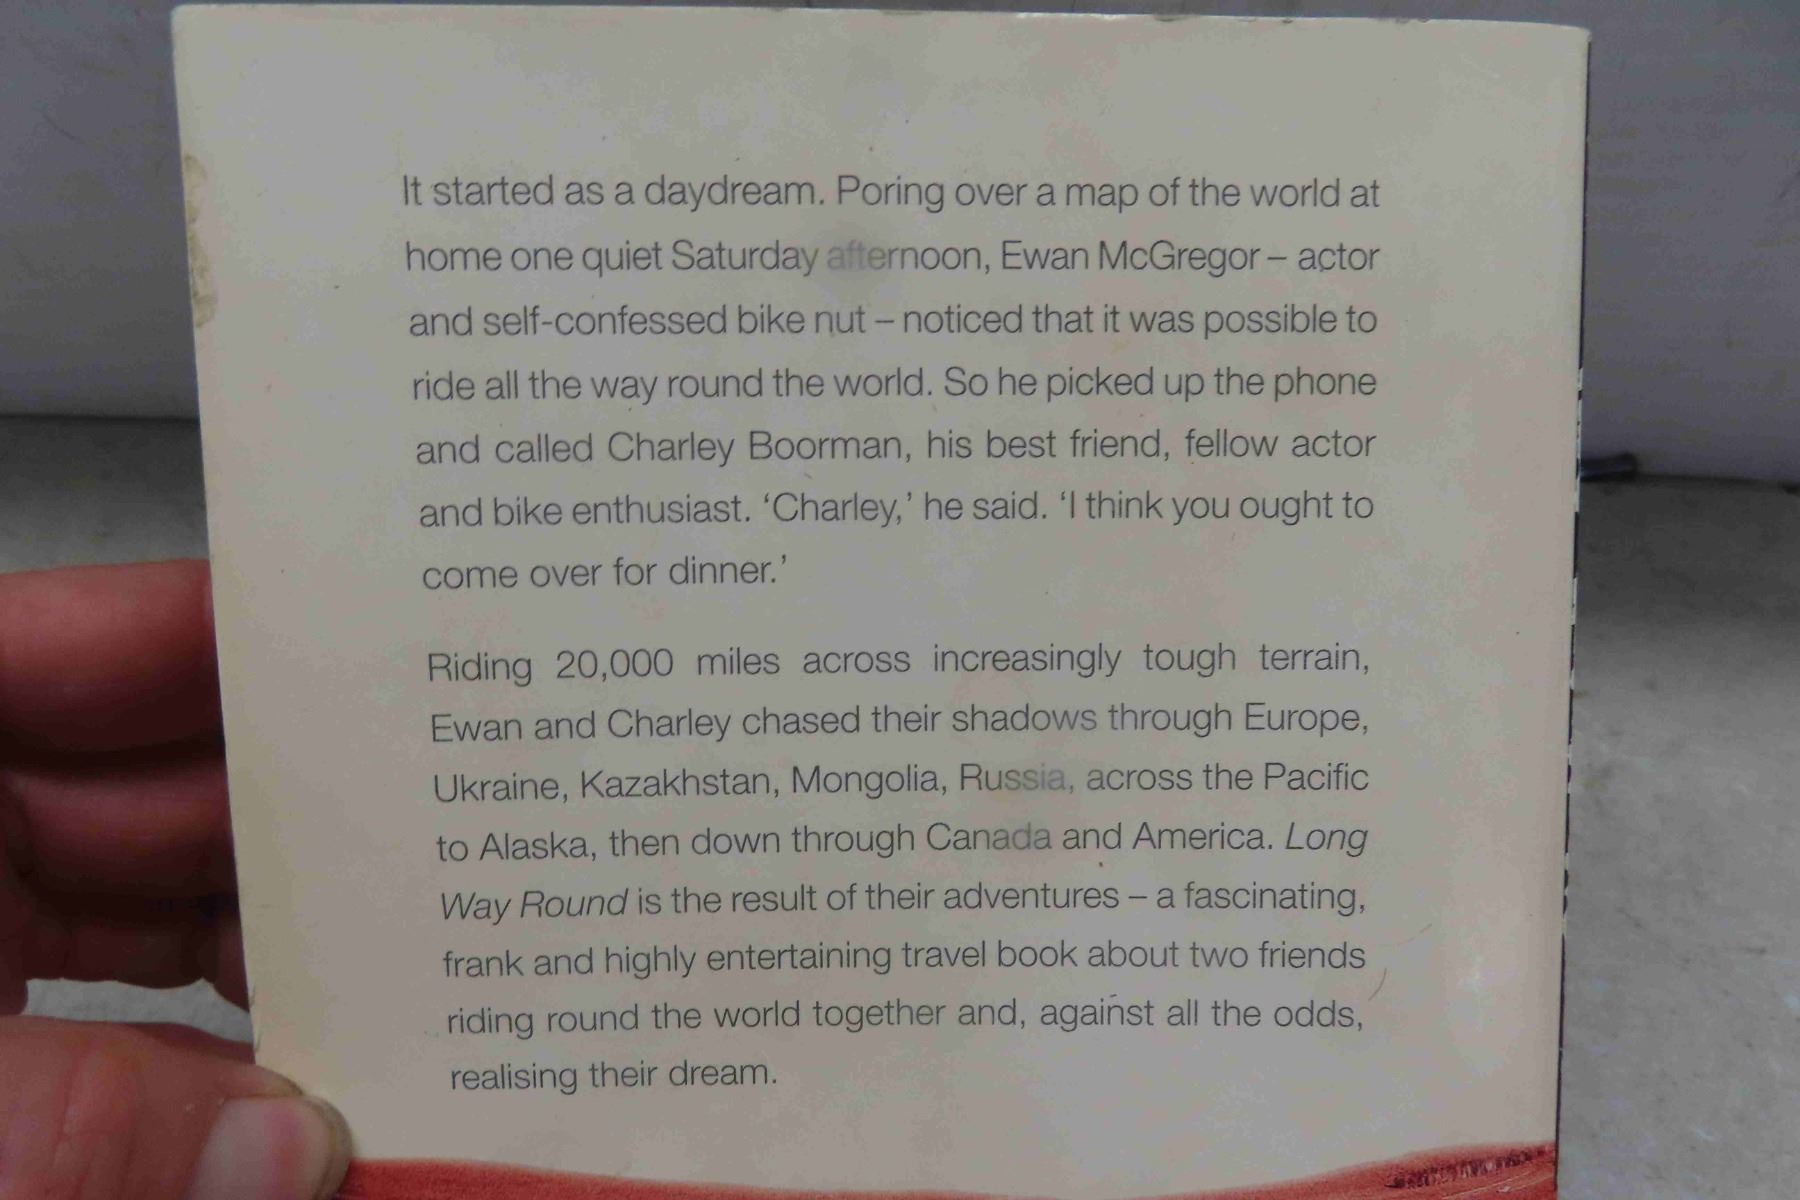 It started as a daydream. Poring over a map of the world at
home one quiet Saturday afternoon, Ewan McGregor – actor
and self-confessed bike nut – noticed that it was possible to
ride all the way round the world. So he picked up the phone
and called Charley Boorman, his best friend, fellow actor
and bike enthusiast. ‘Charley,’ he said. ‘I think you ought to
come over for dinner.’
Riding 20,000 miles across increasingly tough terrain,
Ewan and Charley chased their shadows through Europe,
Ukraine, Kazakhstan, Mongolia, Russia, across the Pacific
to Alaska, then down through Canada and America. Long
Way Round is the result of their adventures – a fascinating,
frank and highly entertaining travel book about two friends
riding round the world together and, against all the odds,
realising their dream.